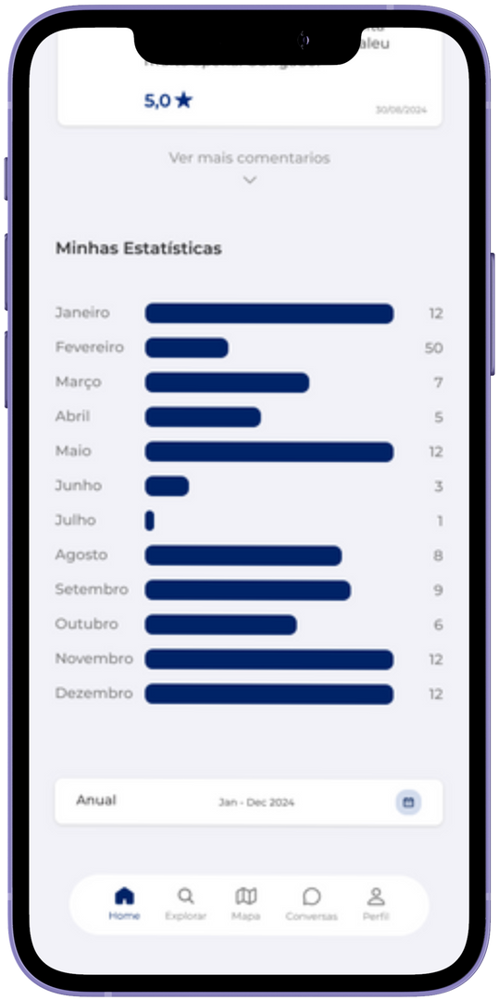 aleu
5,0
30/08/2024
Ver mais comentarios
Minhas Estatísticas
Janeiro 12
Fevereiro 50
Março 7
Abril 5
Maio 12
Junho 3
Julho 1
Agosto 8
Setembro 9
Outubro 6
Novembro 12
Dezembro 12
Anual Jan - Dec 2024
Home Explorar Mapa Conversas Perfil